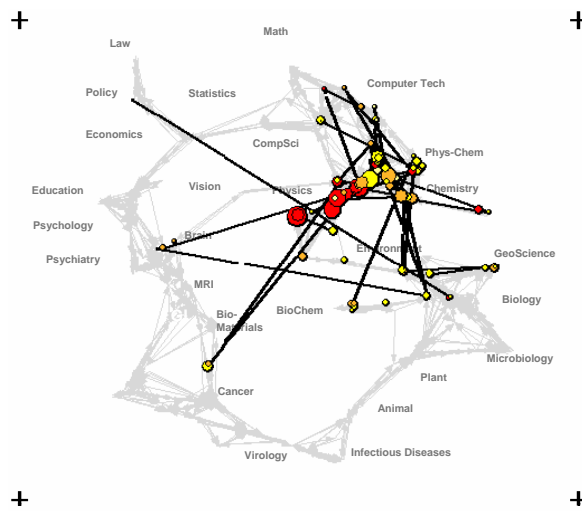 Math
Law
Computer Tech
Policy
Statistics
Economics
CompSci
Phys-Chem
Vision
Physics
Chemistry
Education
Psychology
Brain
Environment
GeoScience
Psychiatry
MRI
BioChem
Biology
Bio-
Materials
Microbiology
Plant
Cancer
Animal
Virology
Infectious Diseases